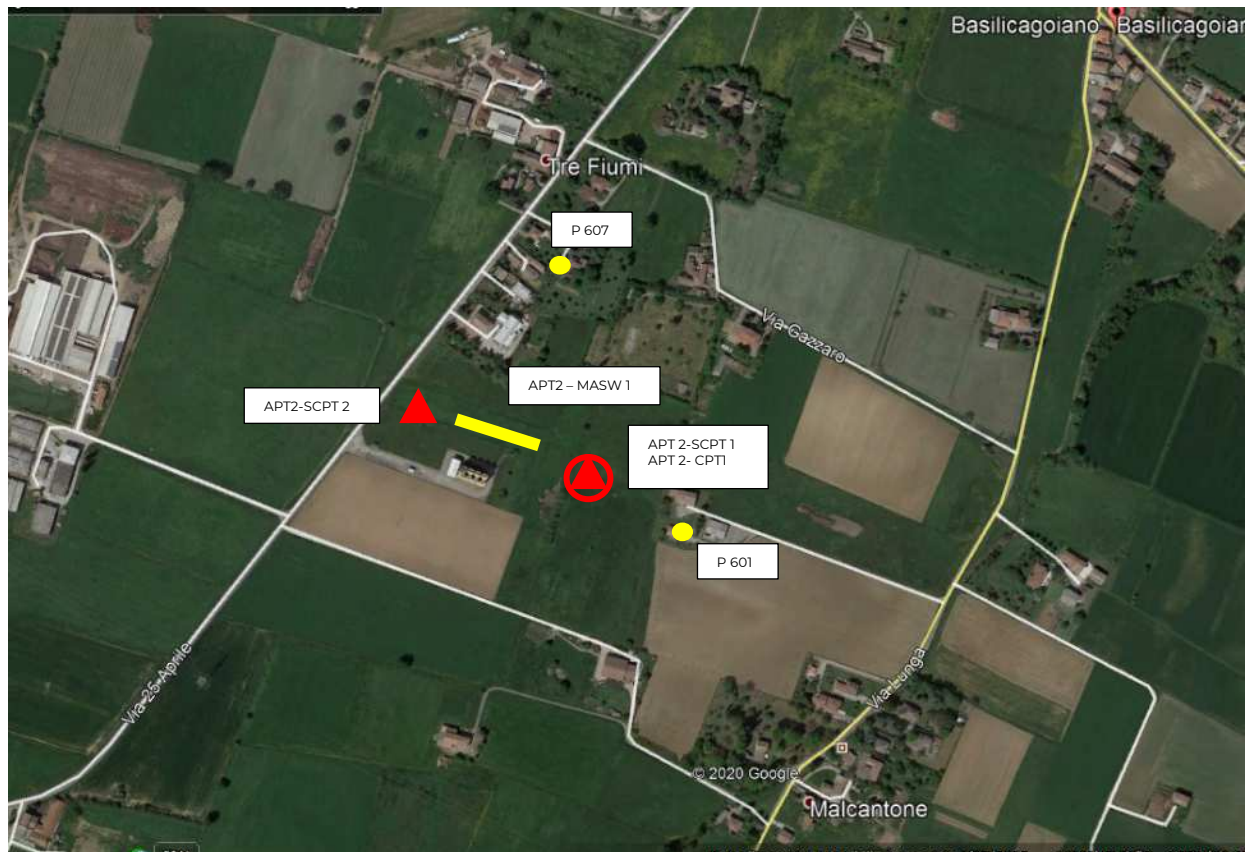 Basilicagoiano
Basilicagoian
Tre Fiumi
P 607
Via Gazzaro
APT2 – MASW 1
APT2-SCPT 2
APT 2-SCPT 1
APT 2- CPT1
P 601
Via 25 Aprile
Via Lunga
© 2020 Google
Malcantone